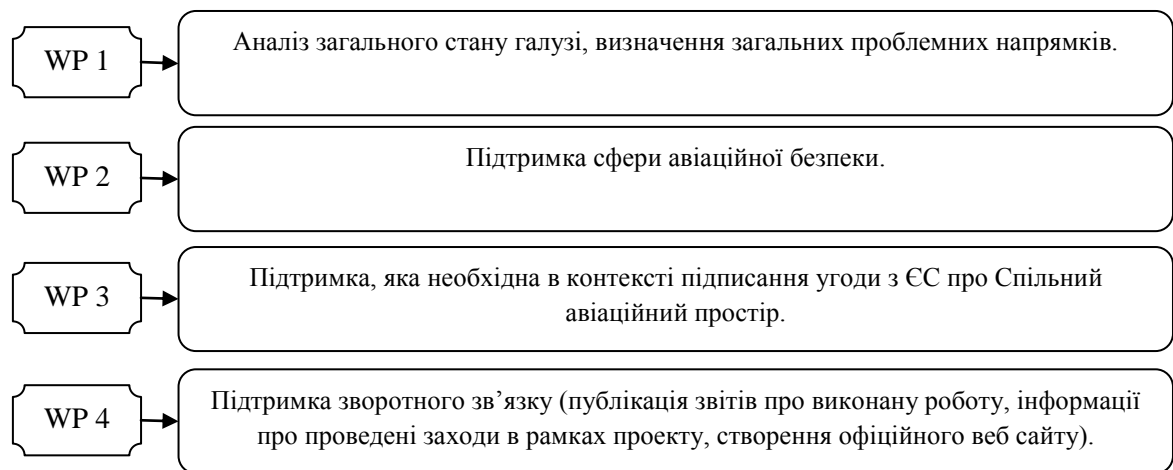 WP 1
Аналіз загального стану галузі, визначення загальних проблемних напрямків.
WP 2
Підтримка сфери авіаційної безпеки.
WP 3
Підтримка, яка необхідна в контексті підписання угоди з ЄС про Спільний
авіаційний простір.
WP 4
Підтримка зворотного зв’язку (публікація звітів про виконану роботу, інформації
про проведені заходи в рамках проекту, створення офіційного веб сайту).